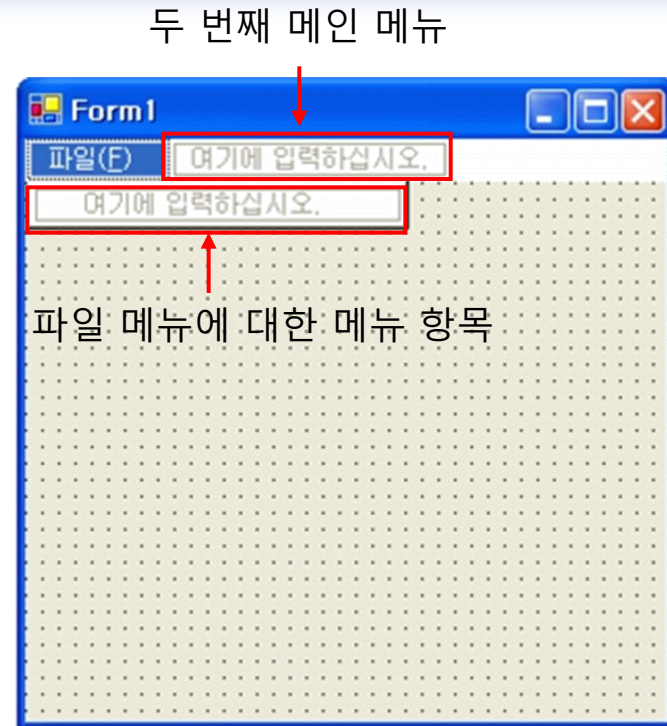 두 번째 메인 메뉴
Form1
파일(F) 여기에 입력하십시오.
여기에 입력하십시오.
파일 메뉴에 대한 메뉴 항목